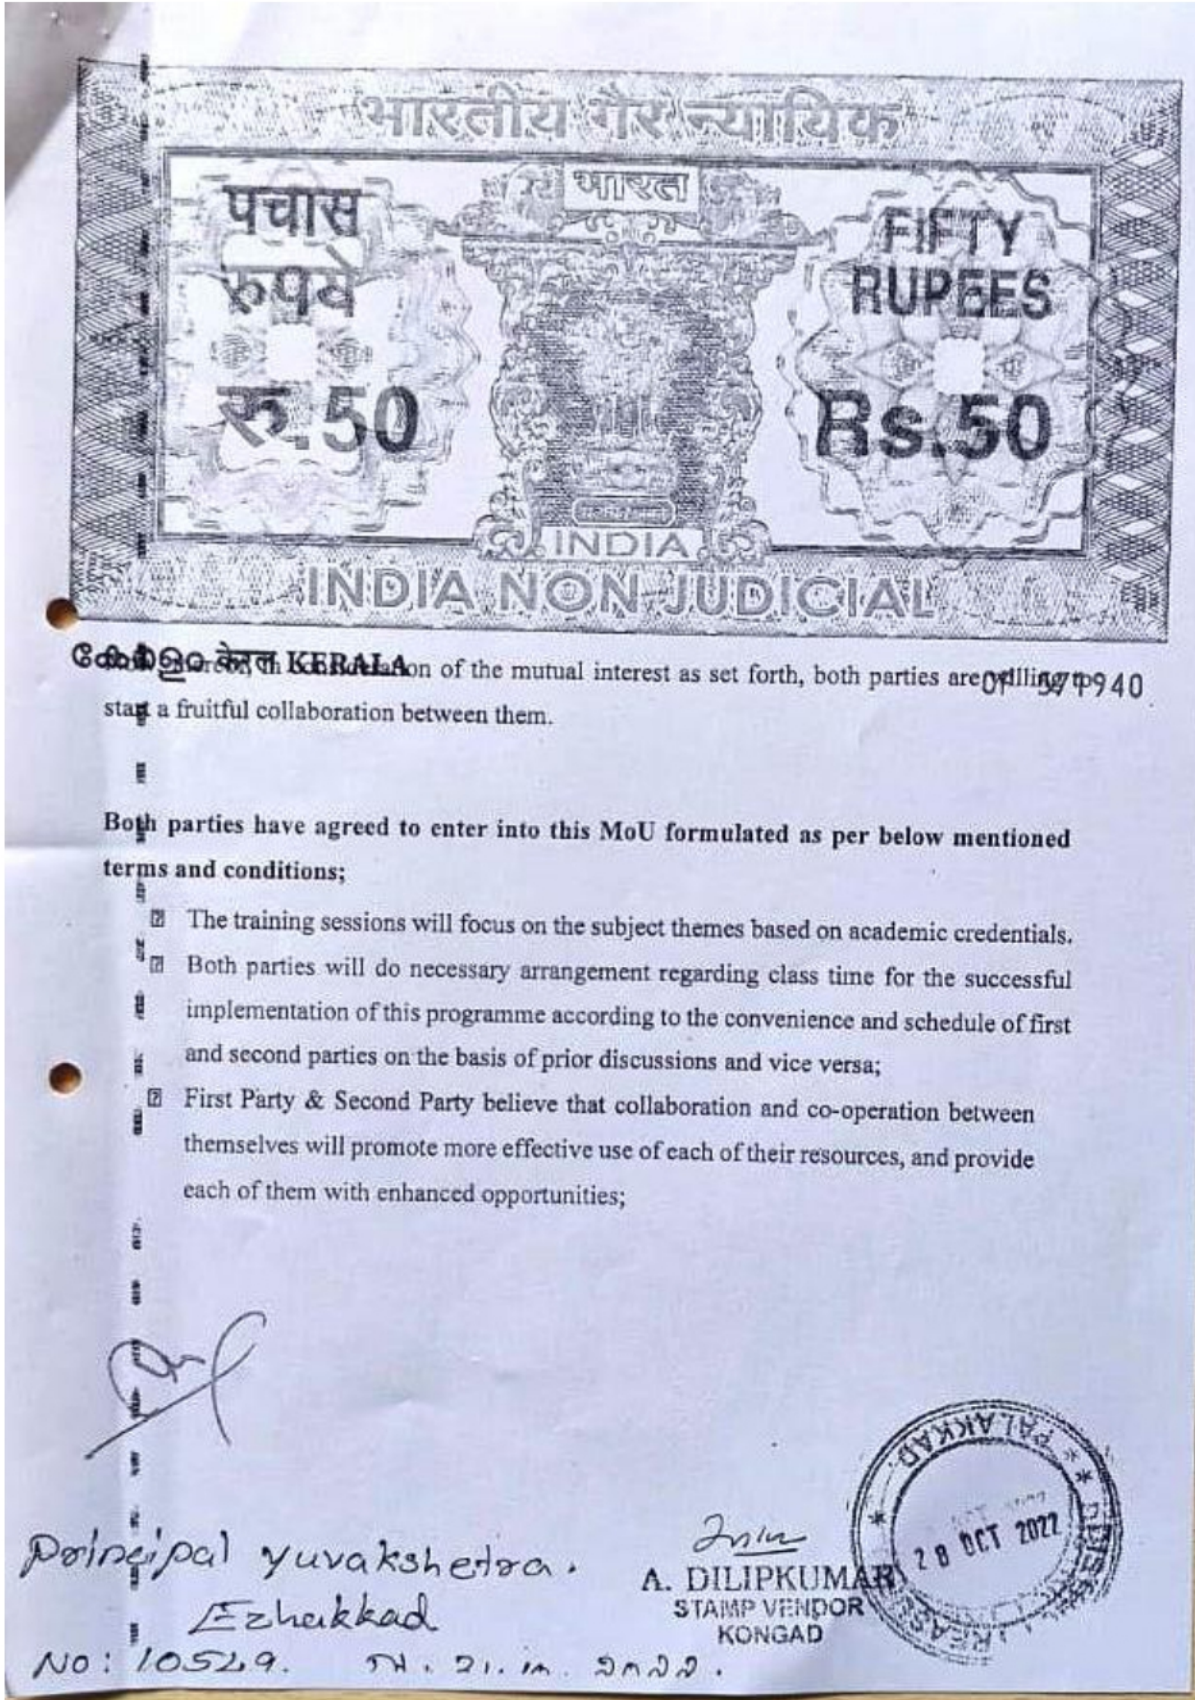 भारतीय गैर न्यायिक
भारत
पचास
रुपये
रु.50
FIFTY
RUPEES
Rs.50
INDIA
INDIA NON JUDICIAL
केरल KERALA
of the mutual interest as set forth, both parties are willing to
start a fruitful collaboration between them.
Both parties have agreed to enter into this MoU formulated as per below mentioned
terms and conditions;
The training sessions will focus on the subject themes based on academic credentials.
Both parties will do necessary arrangement regarding class time for the successful
implementation of this programme according to the convenience and schedule of first
and second parties on the basis of prior discussions and vice versa;
First Party & Second Party believe that collaboration and co-operation between
themselves will promote more effective use of each of their resources, and provide
each of them with enhanced opportunities;
Principal Yuvakshetra.
Ezhakkad
No: 10529.
A. DILIPKUMAR
STAMP VENDOR
KONGAD
PALAKKAD
28 OCT 2022